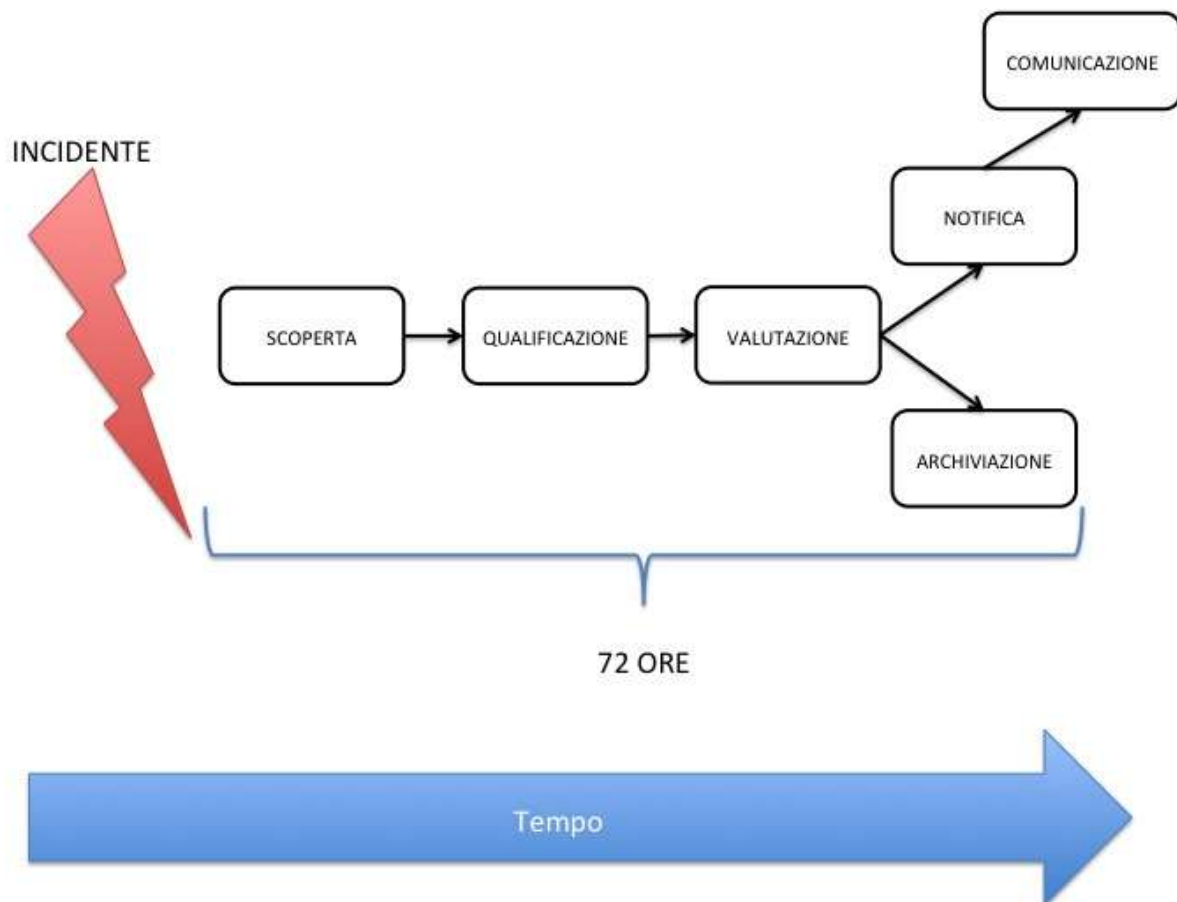 COMUNICAZIONE
INCIDENTE
NOTIFICA
SCOPERTA
QUALIFICAZIONE
VALUTAZIONE
ARCHIVIAZIONE
72 ORE
Tempo